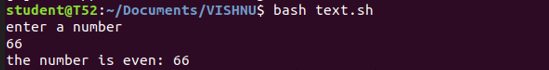 student@T52:~/Documents/VISHNU$ bash text.sh
enter a number
66
the number is even: 66